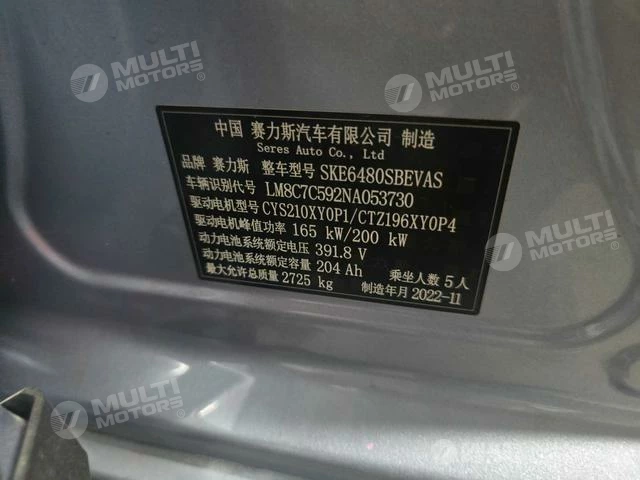 MULTI MOTORS®
MULTI MOTORS®
中国 赛力斯汽车有限公司 制造
Seres Auto Co., Ltd
品牌 赛力斯 整车型号 SKE6480SBEVAS
车辆识别代号 LM8C7C592NA053730
驱动电机型号 CYS210XY0P1/CTZ196XY0P4
驱动电机峰值功率 165 kW/200 kW
动力电池系统额定电压 391.8 V
动力电池系统额定容量 204 Ah 乘坐人数 5人
最大允许总质量 2725 kg 制造年月 2022-11
MULTI MOTORS®
MULTI MOTORS®